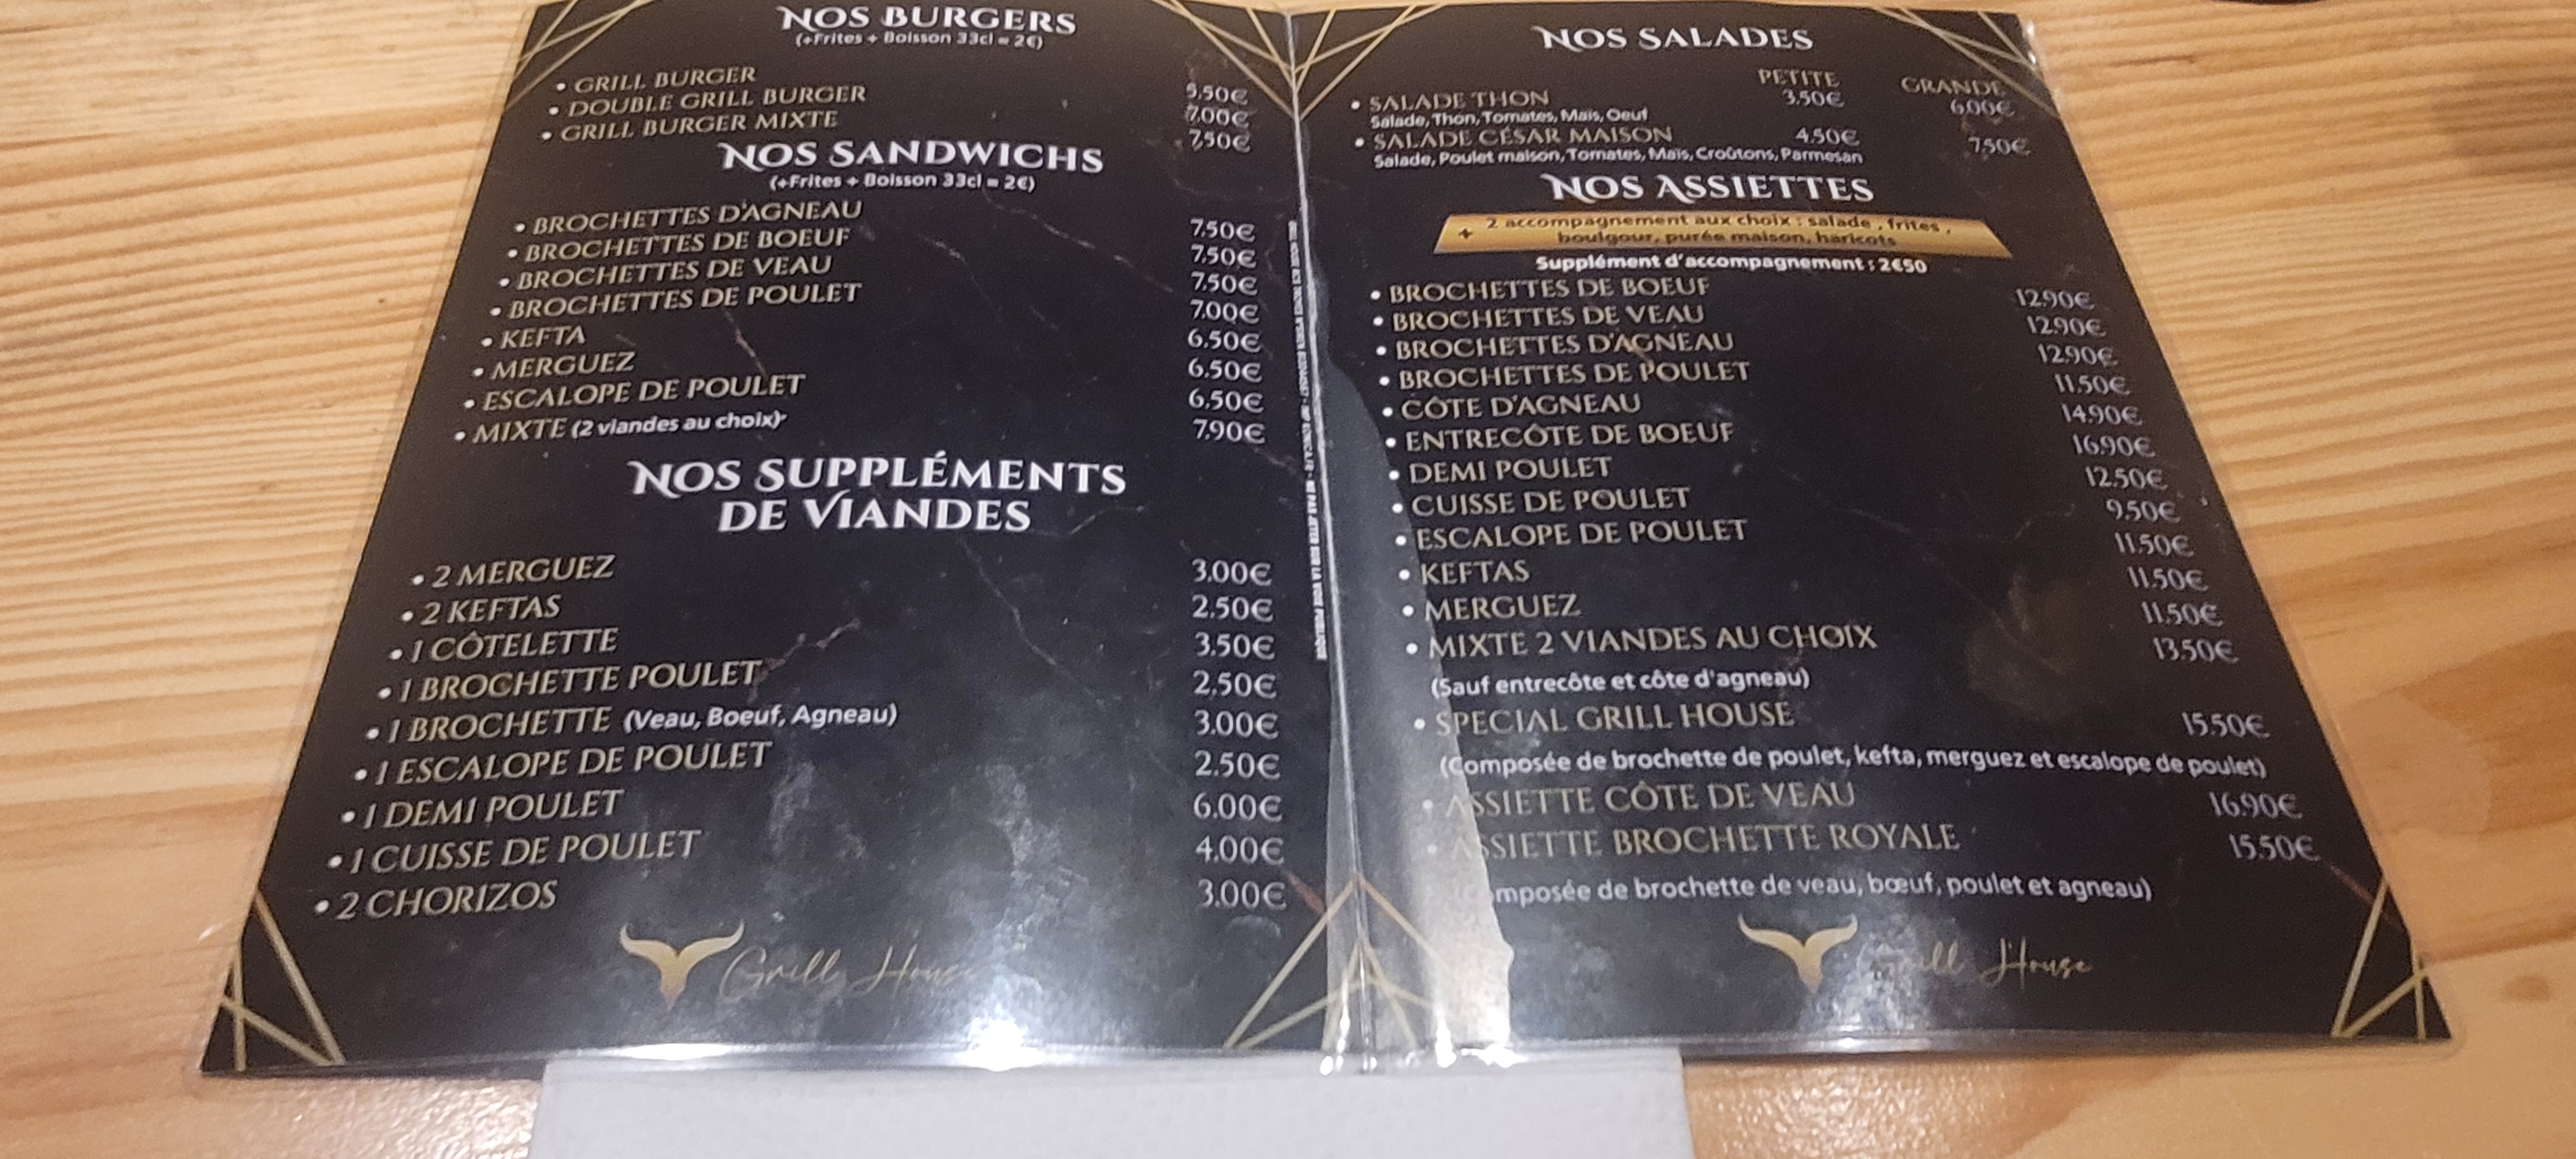 NOS BURGERS
(+Frites + Boisson 33cl = 2€)
• GRILL BURGER 5.50€
• DOUBLE GRILL BURGER 7.00€
• GRILL BURGER MIXTE 7.50€
NOS SANDWICHS
(+Frites + Boisson 33cl = 2€)
• BROCHETTES D'AGNEAU 7.50€
• BROCHETTES DE BOEUF 7.50€
• BROCHETTES DE VEAU 7.50€
• BROCHETTES DE POULET 7.00€
• KEFTA 6.50€
• MERGUEZ 6.50€
• ESCALOPE DE POULET 6.50€
• MIXTE (2 viandes au choix) 7.90€
NOS SUPPLÉMENTS
DE VIANDES
• 2 MERGUEZ 3.00€
• 2 KEFTAS 2.50€
• 1 CÔTELETTE 3.50€
• 1 BROCHETTE POULET 2.50€
• 1 BROCHETTE (Veau, Boeuf, Agneau) 3.00€
• 1 ESCALOPE DE POULET 2.50€
• 1 DEMI POULET 6.00€
• 1 CUISSE DE POULET 4.00€
• 2 CHORIZOS 3.00€
Grill House
NOS SALADES
PETITE GRANDE
• SALADE THON 3.50€ 6.00€
Salade, Thon, Tomates, Maïs, Oeuf
• SALADE CÉSAR MAISON 4.50€ 7.50€
Salade, Poulet maison, Tomates, Maïs, Croûtons, Parmesan
NOS ASSIETTES
+ 2 accompagnement aux choix : salade , frites ,
boulgour, purée maison, haricots
Supplément d'accompagnement : 2€50
• BROCHETTES DE BOEUF 12.90€
• BROCHETTES DE VEAU 12.90€
• BROCHETTES D'AGNEAU 12.90€
• BROCHETTES DE POULET 11.50€
• CÔTE D'AGNEAU 14.90€
• ENTRECÔTE DE BOEUF 16.90€
• DEMI POULET 12.50€
• CUISSE DE POULET 9.50€
• ESCALOPE DE POULET 11.50€
• KEFTAS 11.50€
• MERGUEZ 11.50€
• MIXTE 2 VIANDES AU CHOIX 13.50€
(Sauf entrecôte et côte d'agneau)
• SPECIAL GRILL HOUSE 15.50€
(Composée de brochette de poulet, kefta, merguez et escalope de poulet)
• ASSIETTE CÔTE DE VEAU 16.90€
• ASSIETTE BROCHETTE ROYALE 15.50€
(Composée de brochette de veau, bœuf, poulet et agneau)
Grill House